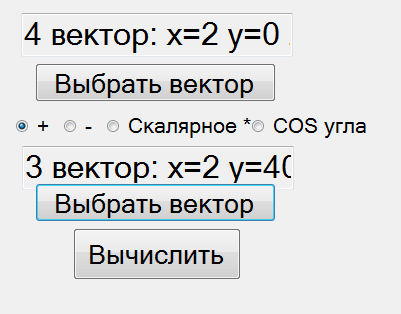 4 вектор: x=2 y=0
Выбрать вектор
+ - Скалярное * COS угла
3 вектор: x=2 y=40
Выбрать вектор
Вычислить